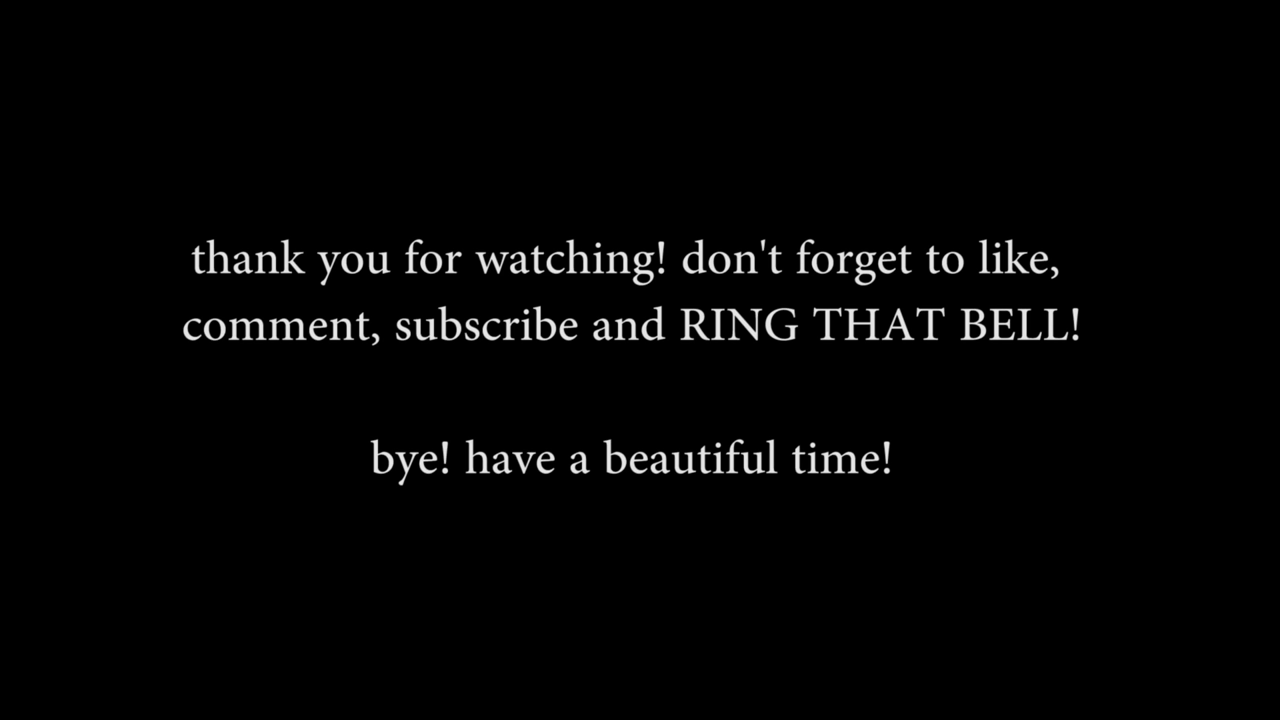 thank you for watching! don't forget to like,
comment, subscribe and RING THAT BELL!
bye! have a beautiful time!